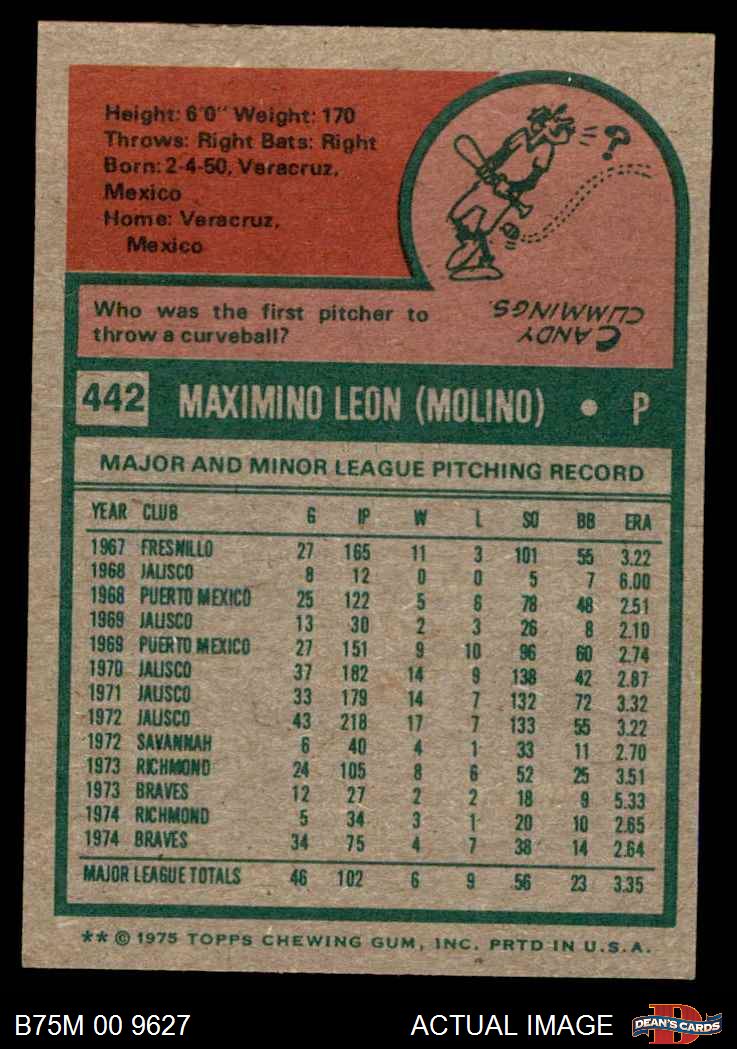 Height: 6'0" Weight: 170
Throws: Right Bats: Right
Born: 2-4-50, Veracruz,
Mexico
Home: Veracruz,
Mexico
?
Who was the first pitcher to
throw a curveball?
CANDY
CUMMINGS.
442 MAXIMINO LEON (MOLINO) • P
MAJOR AND MINOR LEAGUE PITCHING RECORD
YEAR CLUB G IP W L SO BB ERA
1967 FRESNILLO 27 165 11 3 101 55 3.22
1968 JALISCO 8 12 0 0 5 7 6.00
1968 PUERTO MEXICO 25 122 5 6 78 48 2.51
1969 JALISCO 13 30 2 3 26 8 2.10
1969 PUERTO MEXICO 27 151 9 10 96 60 2.74
1970 JALISCO 37 182 14 9 138 42 2.87
1971 JALISCO 33 179 14 7 132 72 3.32
1972 JALISCO 43 218 17 7 133 55 3.22
1972 SAVANNAH 6 40 4 1 33 11 2.70
1973 RICHMOND 24 105 8 6 52 25 3.51
1973 BRAVES 12 27 2 2 18 9 5.33
1974 RICHMOND 5 34 3 1 20 10 2.65
1974 BRAVES 34 75 4 7 38 14 2.64
MAJOR LEAGUE TOTALS 46 102 6 9 56 23 3.35
** © 1975 TOPPS CHEWING GUM, INC. PRTD IN U.S.A.
B75M 00 9627 ACTUAL IMAGE
D
DEAN'S CARDS